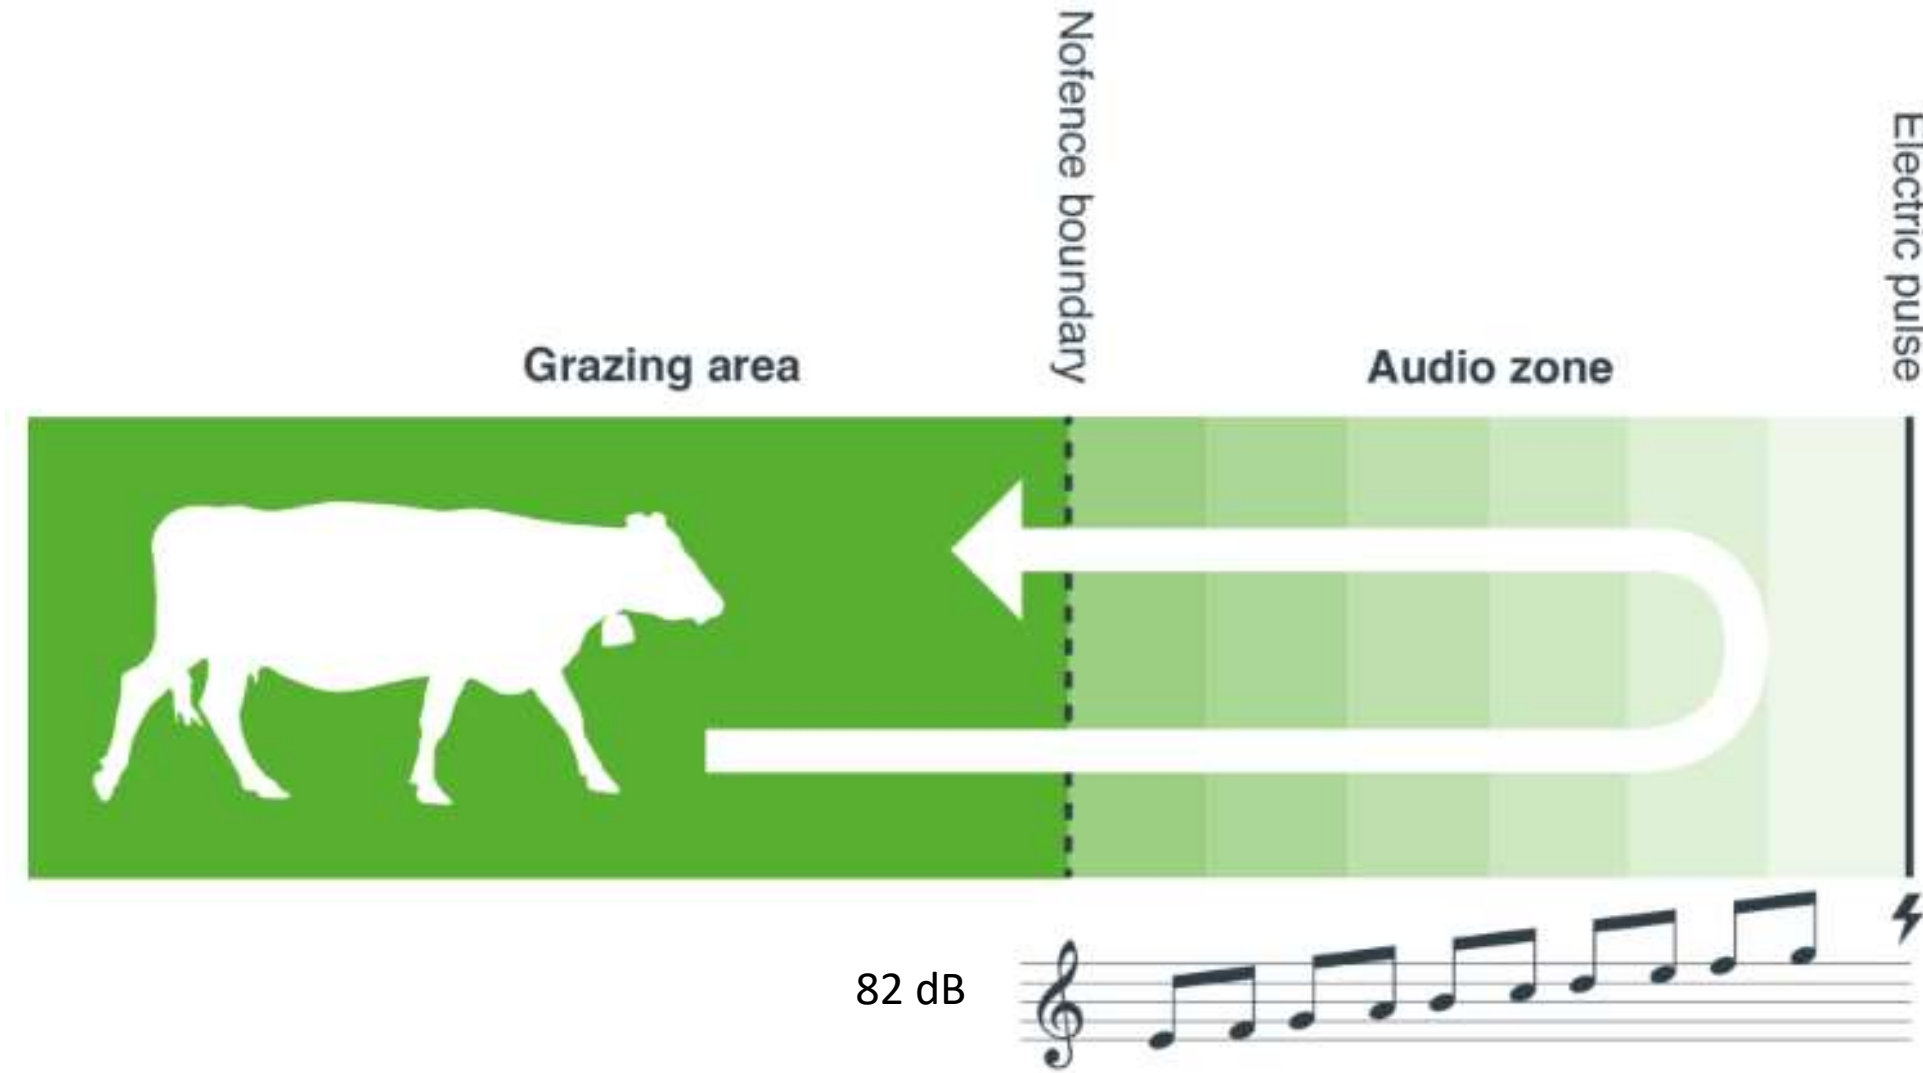 Nofence boundary
Electric pulse
Grazing area
Audio zone
82 dB